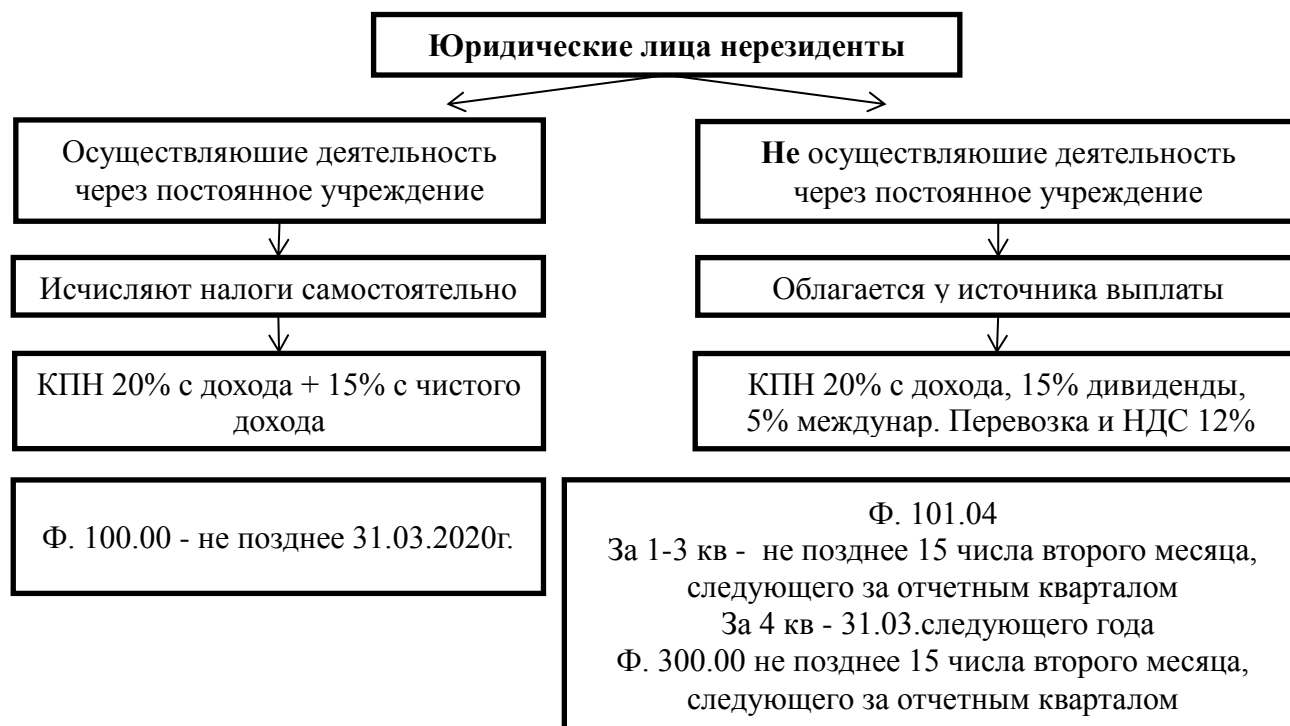 Юридические лица нерезиденты
Осуществляюшие деятельность
через постоянное учреждение
Не осуществляюшие деятельность
через постоянное учреждение
Исчисляют налоги самостоятельно
Облагается у источника выплаты
КПН 20% с дохода + 15% с чистого
дохода
КПН 20% с дохода, 15% дивиденды,
5% междунар. Перевозка и НДС 12%
Ф. 100.00 - не позднее 31.03.2020г.
Ф. 101.04
За 1-3 кв - не позднее 15 числа второго месяца,
следующего за отчетным кварталом
За 4 кв - 31.03.следующего года
Ф. 300.00 не позднее 15 числа второго месяца,
следующего за отчетным кварталом